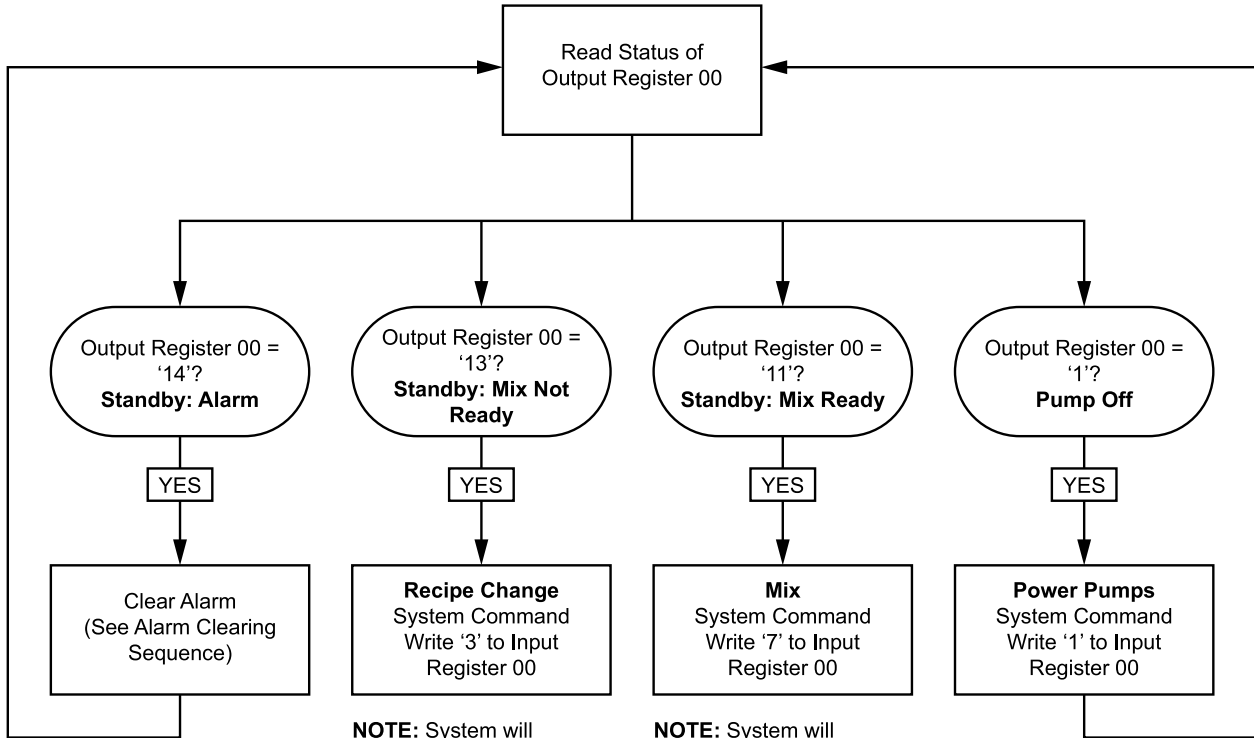 Read Status of
Output Register 00
Output Register 00 =
‘14’?
Standby: Alarm
Output Register 00 =
‘13’?
Standby: Mix Not
Ready
Output Register 00 =
‘11’?
Standby: Mix Ready
Output Register 00 =
‘1’?
Pump Off
YES
YES
YES
YES
Clear Alarm
(See Alarm Clearing
Sequence)
Recipe Change
System Command
Write ‘3’ to Input
Register 00
Mix
System Command
Write ‘7’ to Input
Register 00
Power Pumps
System Command
Write ‘1’ to Input
Register 00
NOTE: System will
NOTE: System will